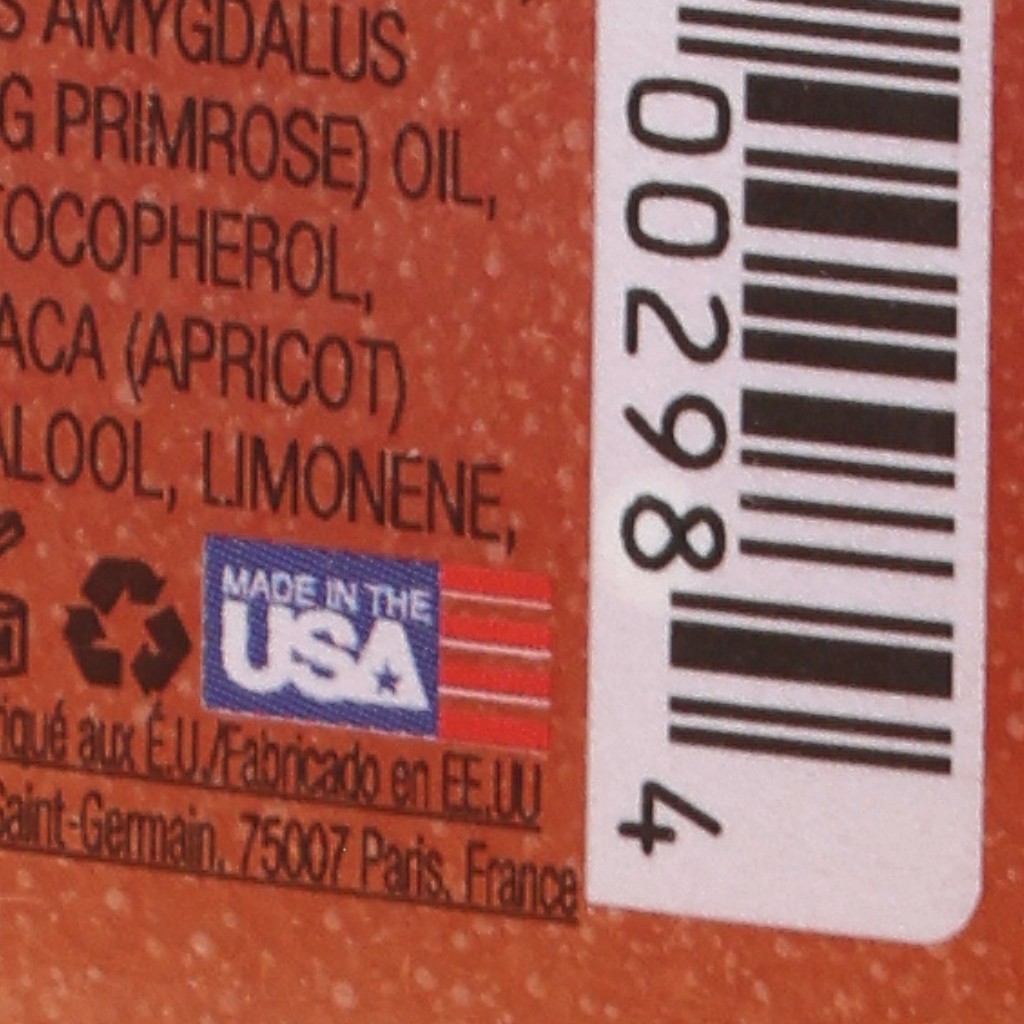 S AMYGDALUS
G PRIMROSE) OIL,
TOCOPHEROL,
ACA (APRICOT)
ALOOL, LIMONENE,
MADE IN THE
USA
iqué aux É.U./Fabricado en EE.UU
Saint-Germain, 75007 Paris, France
00298
4